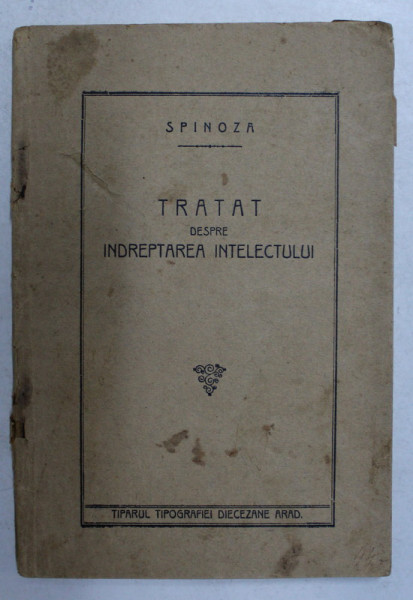 SPINOZA
TRATAT
DESPRE
INDREPTAREA INTELECTULUI
TIPARUL TIPOGRAFIEI DIECEZANE ARAD.